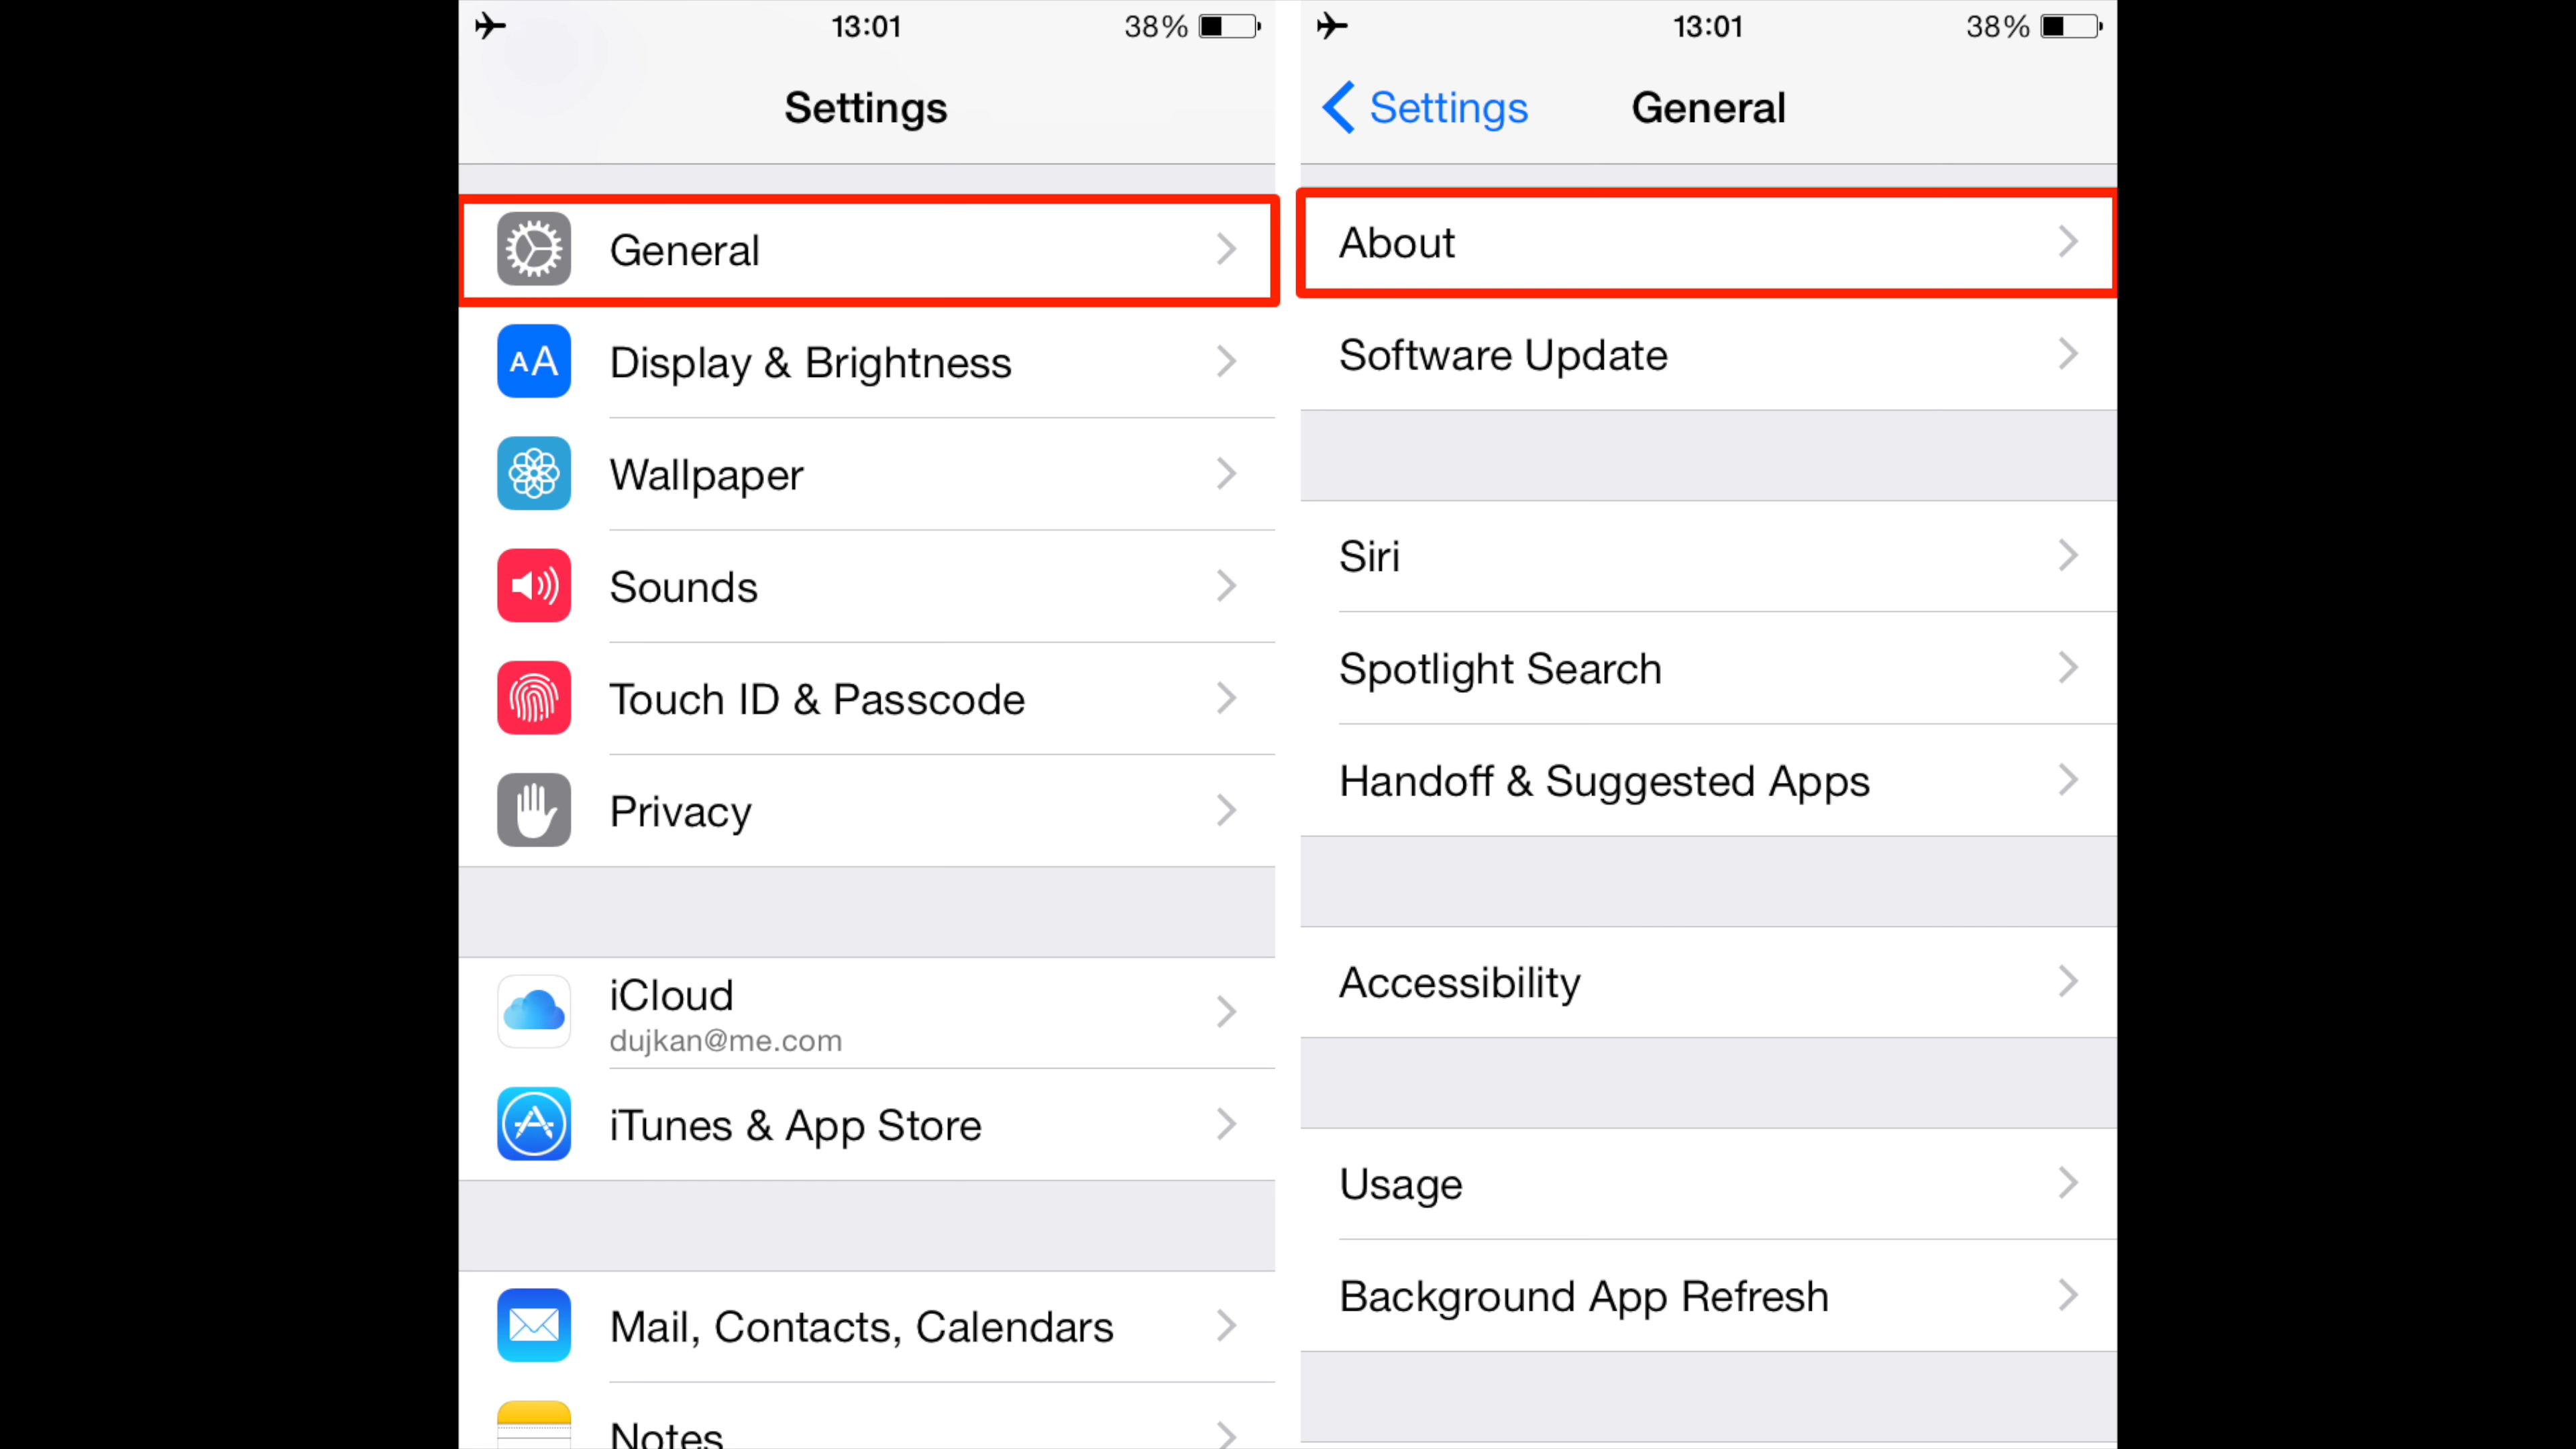 13:01
38%
Settings
General
AA Display & Brightness
Wallpaper
Sounds
Touch ID & Passcode
Privacy
iCloud
dujkan@me.com
iTunes & App Store
Mail, Contacts, Calendars
Notes
13:01
38%
Settings
General
About
Software Update
Siri
Spotlight Search
Handoff & Suggested Apps
Accessibility
Usage
Background App Refresh